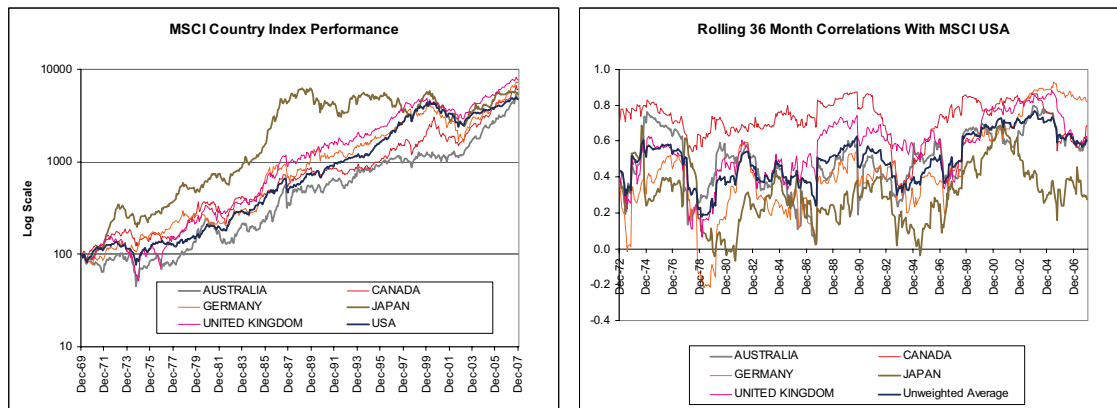 MSCI Country Index Performance
10000
1000
100
10
Log Scale
AUSTRALIA CANADA
GERMANY JAPAN
UNITED KINGDOM USA
Dec-69 Dec-71 Dec-73 Dec-75 Dec-77 Dec-79 Dec-81 Dec-83 Dec-85 Dec-87 Dec-89 Dec-91 Dec-93 Dec-95 Dec-97 Dec-99 Dec-01 Dec-03 Dec-05 Dec-07
Rolling 36 Month Correlations With MSCI USA
1.0
0.8
0.6
0.4
0.2
0.0
-0.2
-0.4
Dec-72 Dec-74 Dec-76 Dec-78 Dec-80 Dec-82 Dec-84 Dec-86 Dec-88 Dec-90 Dec-92 Dec-94 Dec-96 Dec-98 Dec-00 Dec-02 Dec-04 Dec-06
AUSTRALIA CANADA
GERMANY JAPAN
UNITED KINGDOM Unweighted Average